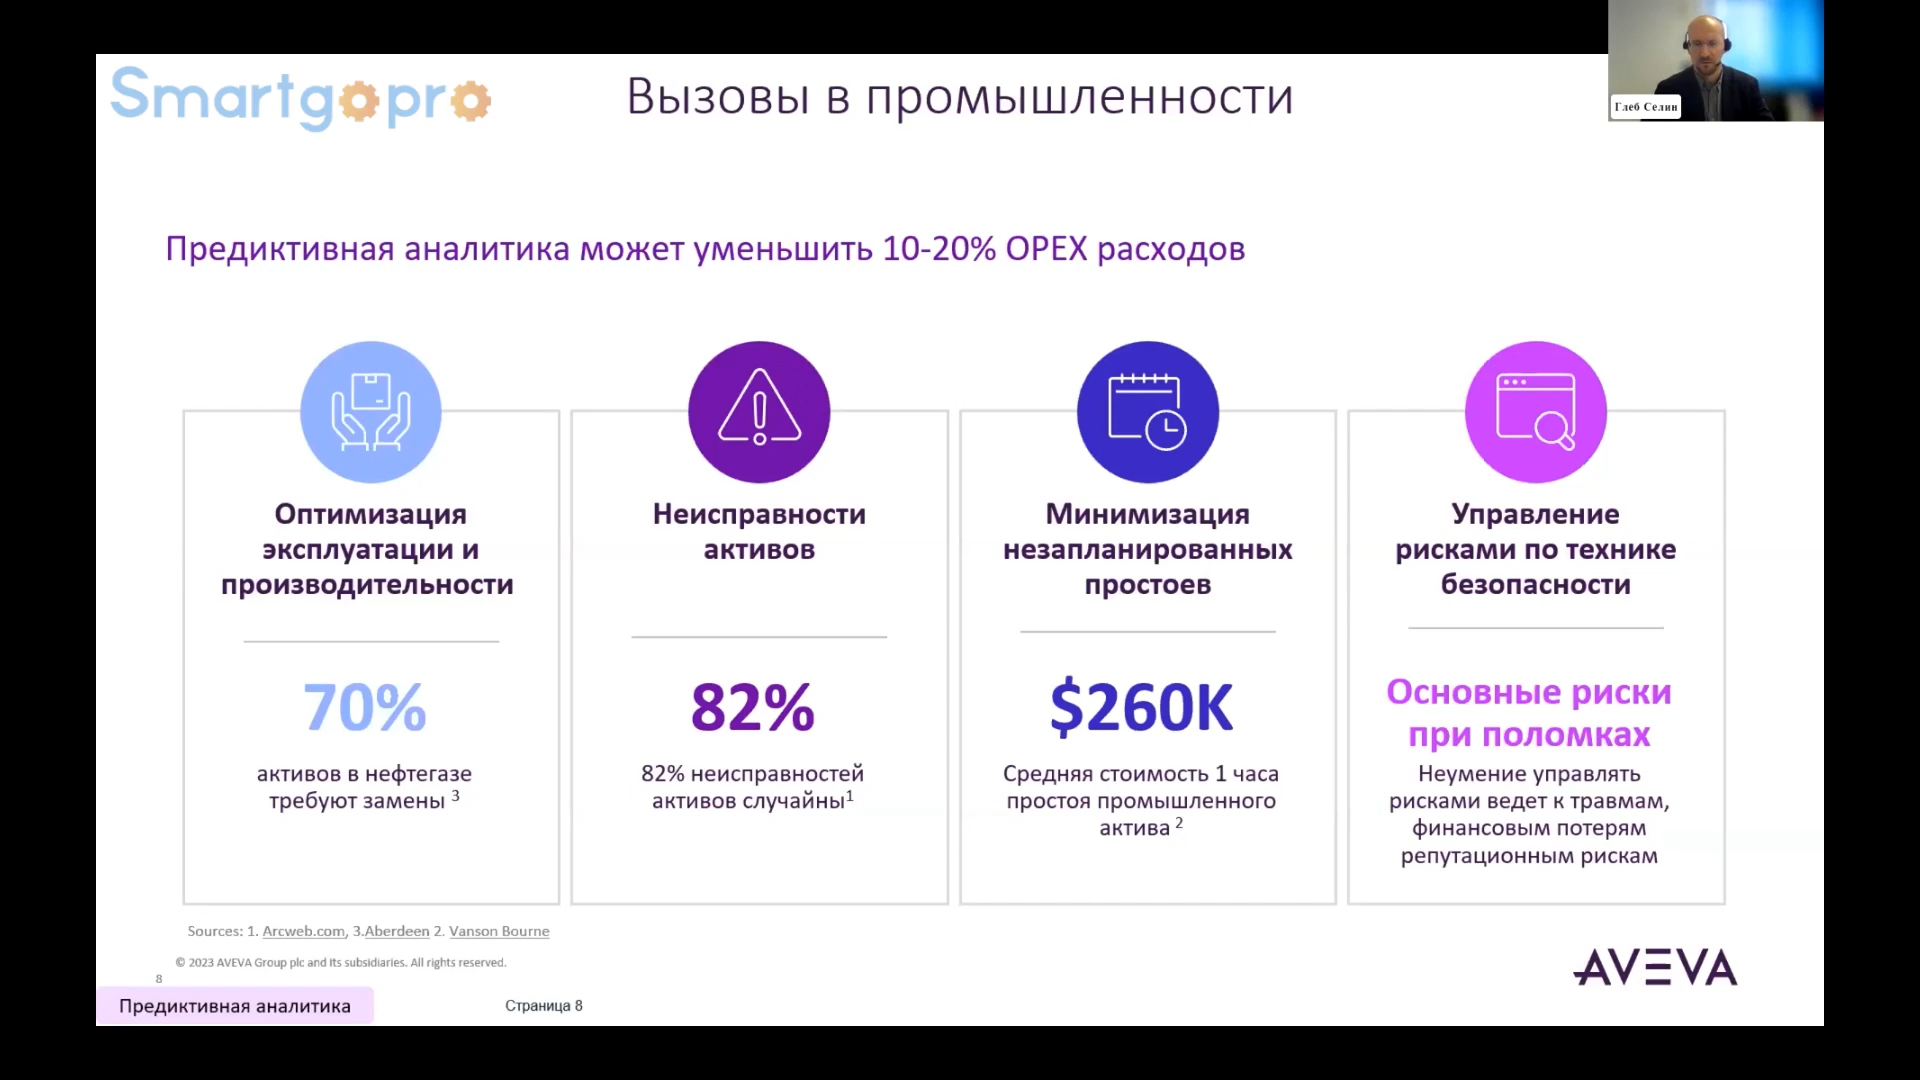 Smartgopro
Вызовы в промышленности
Глеб Селин
Предиктивная аналитика может уменьшить 10-20% OPEX расходов
Оптимизация
эксплуатации и
производительности
70%
активов в нефтегазе
требуют замены 3
Неисправности
активов
82%
82% неисправностей
активов случайны1
Минимизация
незапланированных
простоев
$260K
Средняя стоимость 1 часа
простоя промышленного
актива 2
Управление
рисками по технике
безопасности
Основные риски
при поломках
Неумение управлять
рисками ведет к травмам,
финансовым потерям
репутационным рискам
Sources: 1. Arcweb.com, 3.Aberdeen 2. Vanson Bourne
© 2023 AVEVA Group plc and its subsidiaries. All rights reserved.
8
AVEVA
Предиктивная аналитика
Страница 8